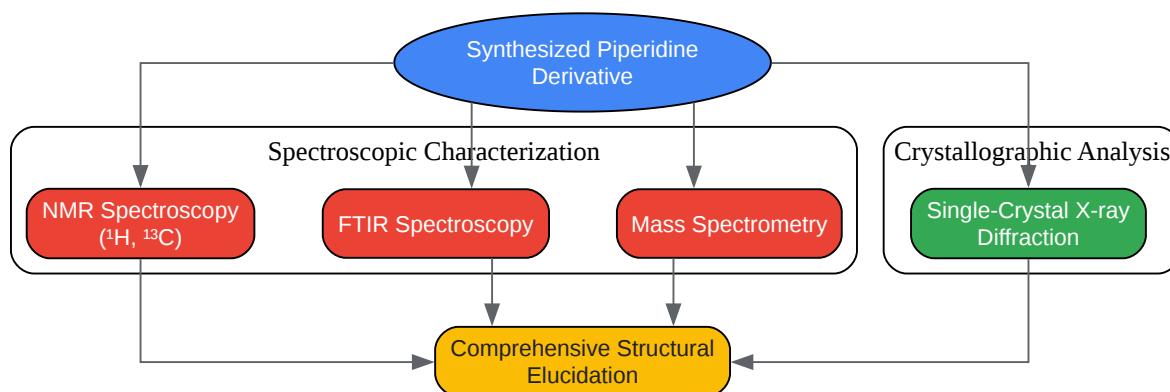 Synthesized Piperidine
Derivative
Spectroscopic Characterization
Crystallographic Analysis
NMR Spectroscopy
(¹H, ¹³C)
FTIR Spectroscopy
Mass Spectrometry
Single-Crystal X-ray
Diffraction
Comprehensive Structural
Elucidation